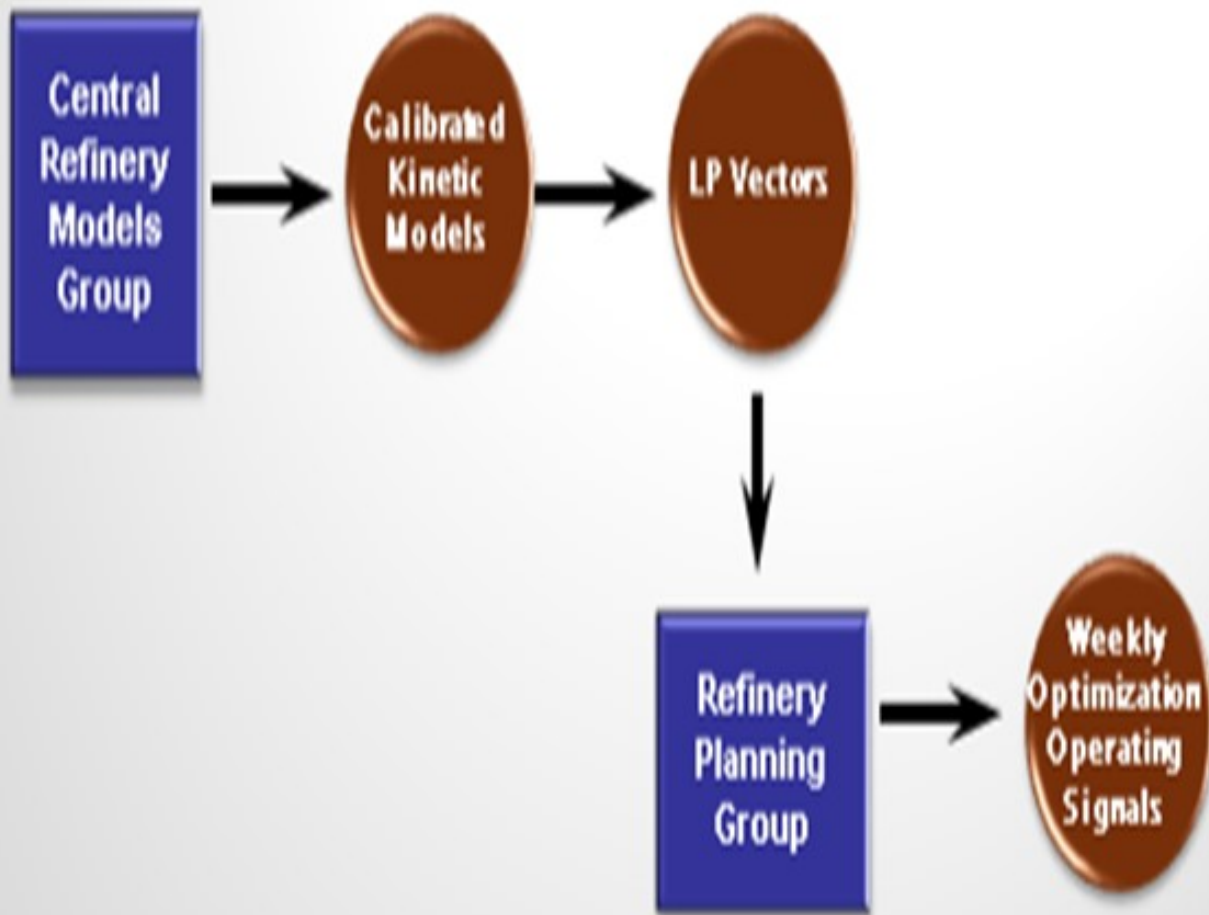 Central
Refinery
Models
Group
Calibrated
Kinetic
Models
LP Vectors
Refinery
Planning
Group
Weekly
Optimization
Operating
Signals